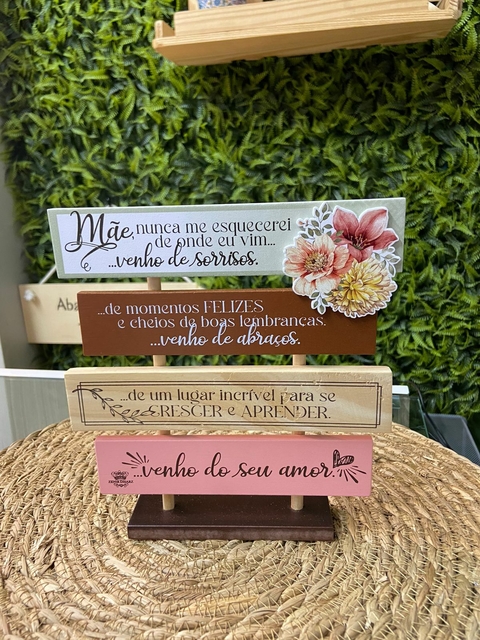 Mãe, nunca me esquecerei
de onde eu vim...
...venho de sorrisos.
Aba
...de momentos FELIZES
e cheios de boas lembranças.
...venho de abraços.
...de um lugar incrível para se
CRESCER e APRENDER.
...venho do seu amor.